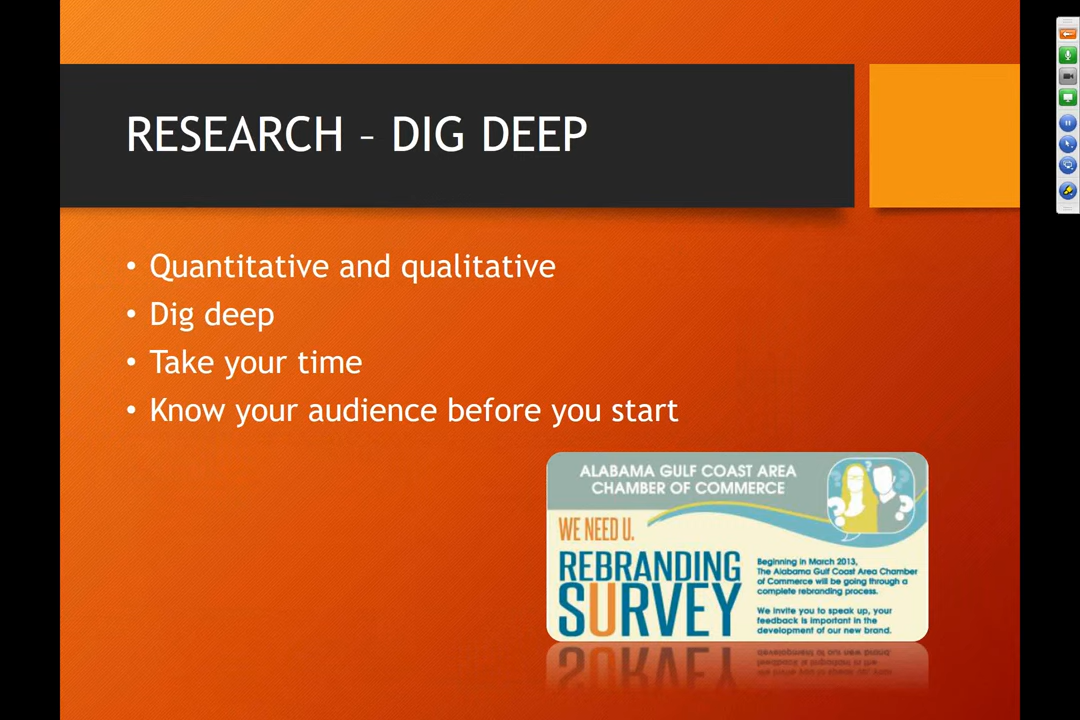 RESEARCH – DIG DEEP
• Quantitative and qualitative
• Dig deep
• Take your time
• Know your audience before you start
ALABAMA GULF COAST AREA
CHAMBER OF COMMERCE
WE NEED U.
REBRANDING
SURVEY
Beginning in March 2013,
The Alabama Gulf Coast Area Chamber
of Commerce will be going through a
complete rebranding process.
We invite you to speak up, your
feedback is important in the
development of our new brand.